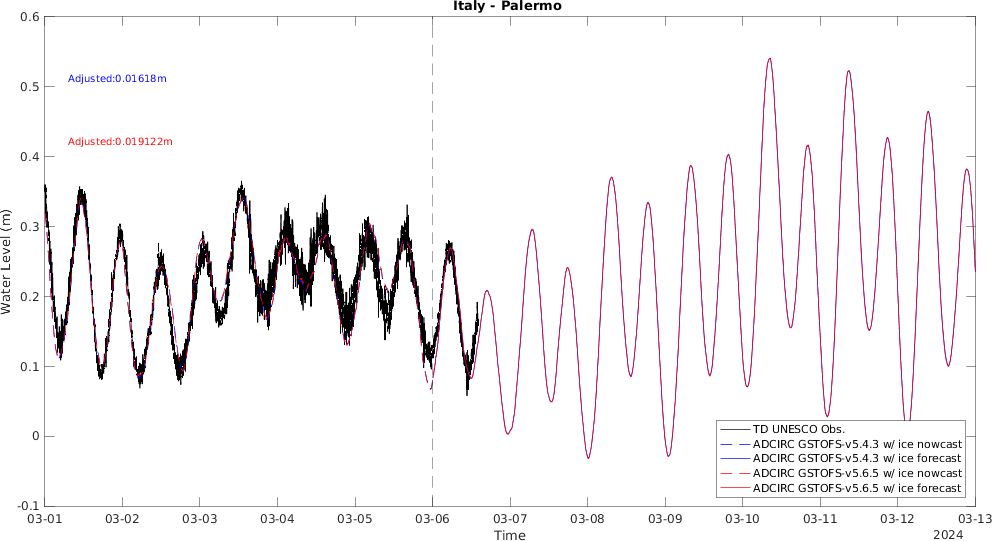 Italy - Palermo
0.6
0.5
0.4
0.3
0.2
0.1
0
-0.1
Water Level (m)
Adjusted:0.01618m
Adjusted:0.019122m
TD UNESCO Obs.
ADCIRC GSTOFS-v5.4.3 w/ ice nowcast
ADCIRC GSTOFS-v5.4.3 w/ ice forecast
ADCIRC GSTOFS-v5.6.5 w/ ice nowcast
ADCIRC GSTOFS-v5.6.5 w/ ice forecast
03-01 03-02 03-03 03-04 03-05 03-06 03-07 03-08 03-09 03-10 03-11 03-12 03-13
Time
2024